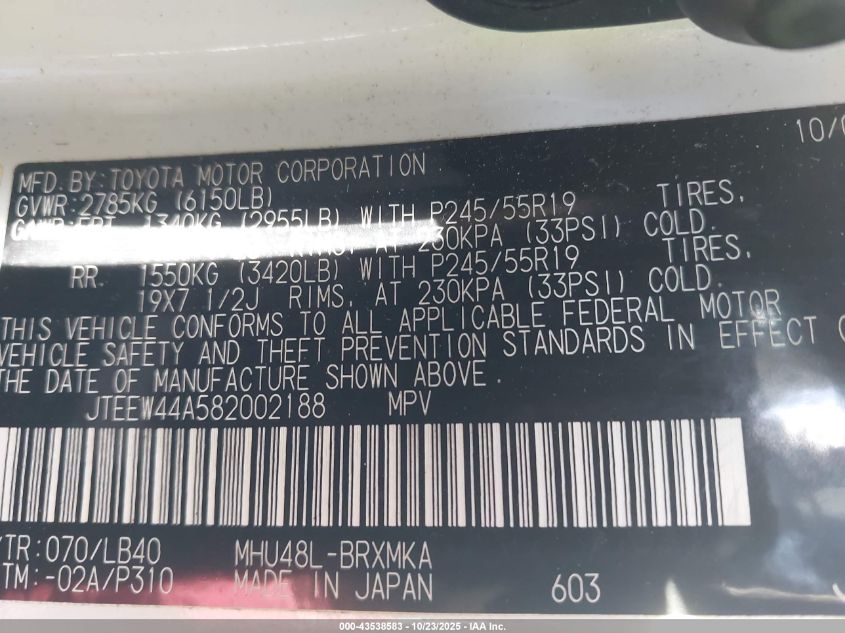 10/0
MFD. BY: TOYOTA MOTOR CORPORATION
GVWR: 2785KG (6150LB)
GAWR: FRT. 1340KG (2955LB) WITH P245/55R19 TIRES,
RIMS, AT 230KPA (33PSI) COLD.
RR. 1550KG (3420LB) WITH P245/55R19 TIRES,
19X7 1/2J RIMS, AT 230KPA (33PSI) COLD.
THIS VEHICLE CONFORMS TO ALL APPLICABLE FEDERAL MOTOR
VEHICLE SAFETY AND THEFT PREVENTION STANDARDS IN EFFECT
THE DATE OF MANUFACTURE SHOWN ABOVE.
JTEEW44A582002188 MPV
/TR: 070/LB40 MHU48L-BRXMKA
TM: -02A/P310 MADE IN JAPAN 603
000-43538583 - 10/23/2025 - IAA Inc.